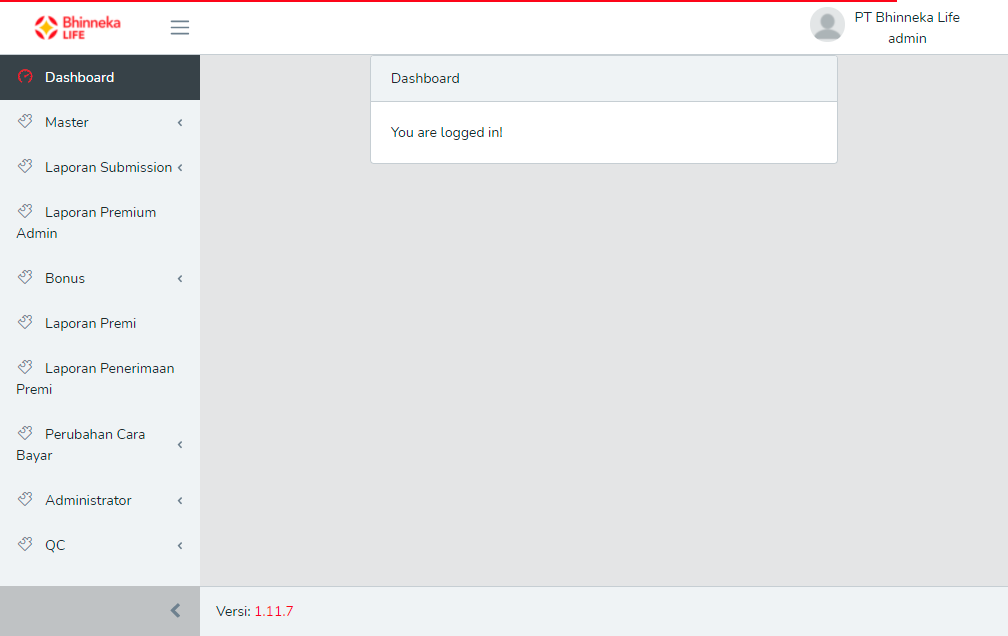 Bhinneka
LIFE
PT Bhinneka Life
admin
Dashboard
Master
Laporan Submission
Laporan Premium
Admin
Bonus
Laporan Premi
Laporan Penerimaan
Premi
Perubahan Cara
Bayar
Administrator
QC
Dashboard
You are logged in!
Versi: 1.11.7